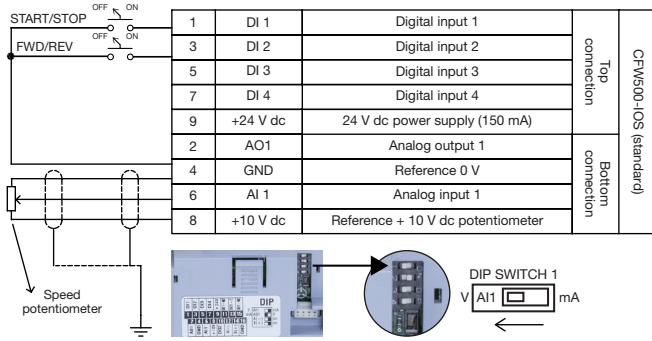 OFF ON
START/STOP
OFF ON
FWD/REV
1 DI 1 Digital input 1
3 DI 2 Digital input 2
5 DI 3 Digital input 3
7 DI 4 Digital input 4
9 +24 V dc 24 V dc power supply (150 mA)
Top
connection
2 AO1 Analog output 1
4 GND Reference 0 V
6 AI 1 Analog input 1
8 +10 V dc Reference + 10 V dc potentiometer
Bottom
connection
CFW500-IOS (standard)
Speed
potentiometer
DIP
DIP SWITCH 1
V AI1 mA